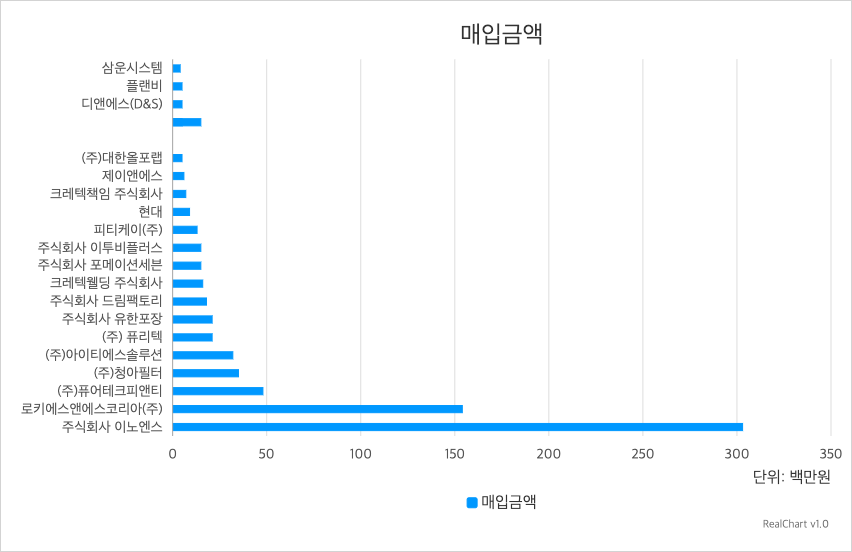 매입금액
삼운시스템
플랜비
디앤에스(D&S)
(주)대한올포랩
제이앤에스
크레텍책임 주식회사
현대
피티케이(주)
주식회사 이투비플러스
주식회사 포메이션세븐
크레텍웰딩 주식회사
주식회사 드림팩토리
주식회사 유한포장
(주) 퓨리텍
(주)아이티에스솔루션
(주)청아필터
(주)퓨어테크피앤티
로키에스앤에스코리아(주)
주식회사 이노엔스
0 50 100 150 200 250 300 350
단위: 백만원
매입금액
RealChart v1.0